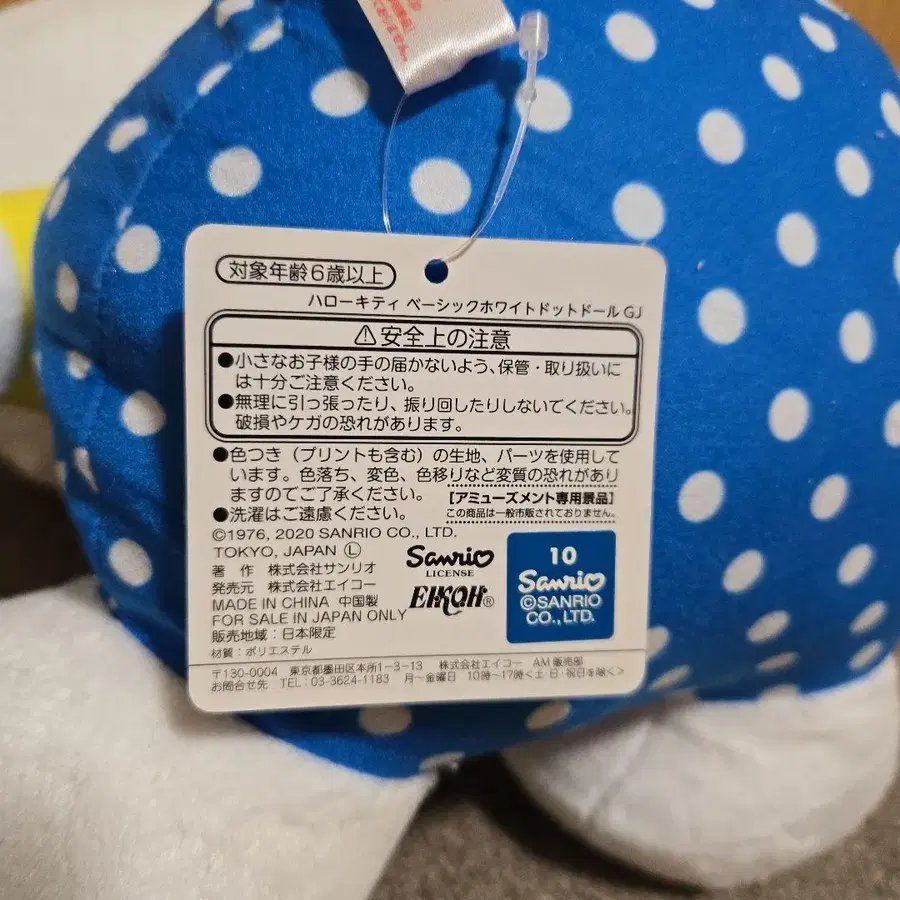 ておりません。
対象年齢6歳以上
ハローキティ ベーシックホワイトドットドール GJ
⚠安全上の注意
●小さなお子様の手の届かないよう、保管・取り扱いに
は十分ご注意ください。
●無理に引っ張ったり、振り回したりしないでください。
破損やケガの恐れがあります。
●色つき（プリントも含む）の生地、パーツを使用して
います。色落ち、変色、色移りなど変質の恐れがあり
ますのでご了承ください。
●洗濯はご遠慮ください。
【アミューズメント専用景品】
この商品は一般市販されておりません。
©1976, 2020 SANRIO CO., LTD.
TOKYO, JAPAN Ⓛ
著 作 株式会社サンリオ
発売元 株式会社エイコー
MADE IN CHINA 中国製
FOR SALE IN JAPAN ONLY
販売地域：日本限定
材質：ポリエステル
Sanrio
LICENSE
EIKOH®
10
Sanrio
©SANRIO
CO.,LTD.
〒130-0004 東京都墨田区本所1-3-13 株式会社エイコー AM販売部
お問合せ先 TEL：03-3624-1183 月～金曜日 10時～17時＜土・日・祝日を除く＞